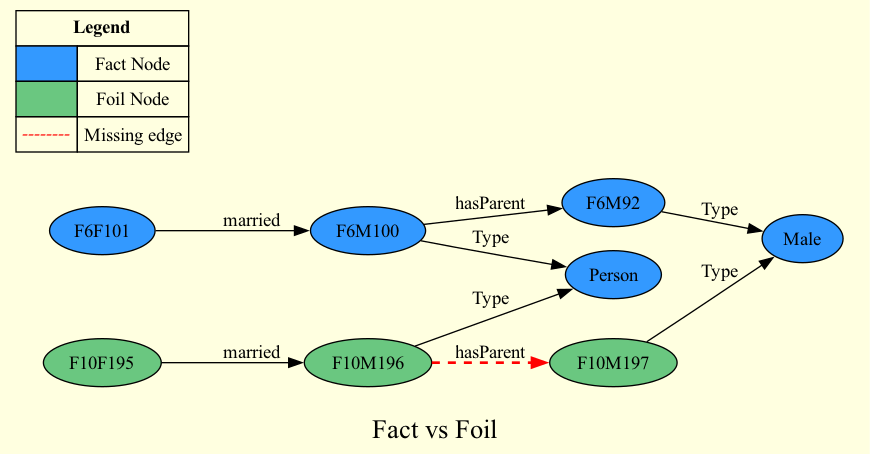 Legend
Fact Node
Foil Node
Missing edge
F6F101
married
F6M100
hasParent
F6M92
Type
Person
Type
Male
F10F195
married
F10M196
Type
hasParent
F10M197
Type
Fact vs Foil